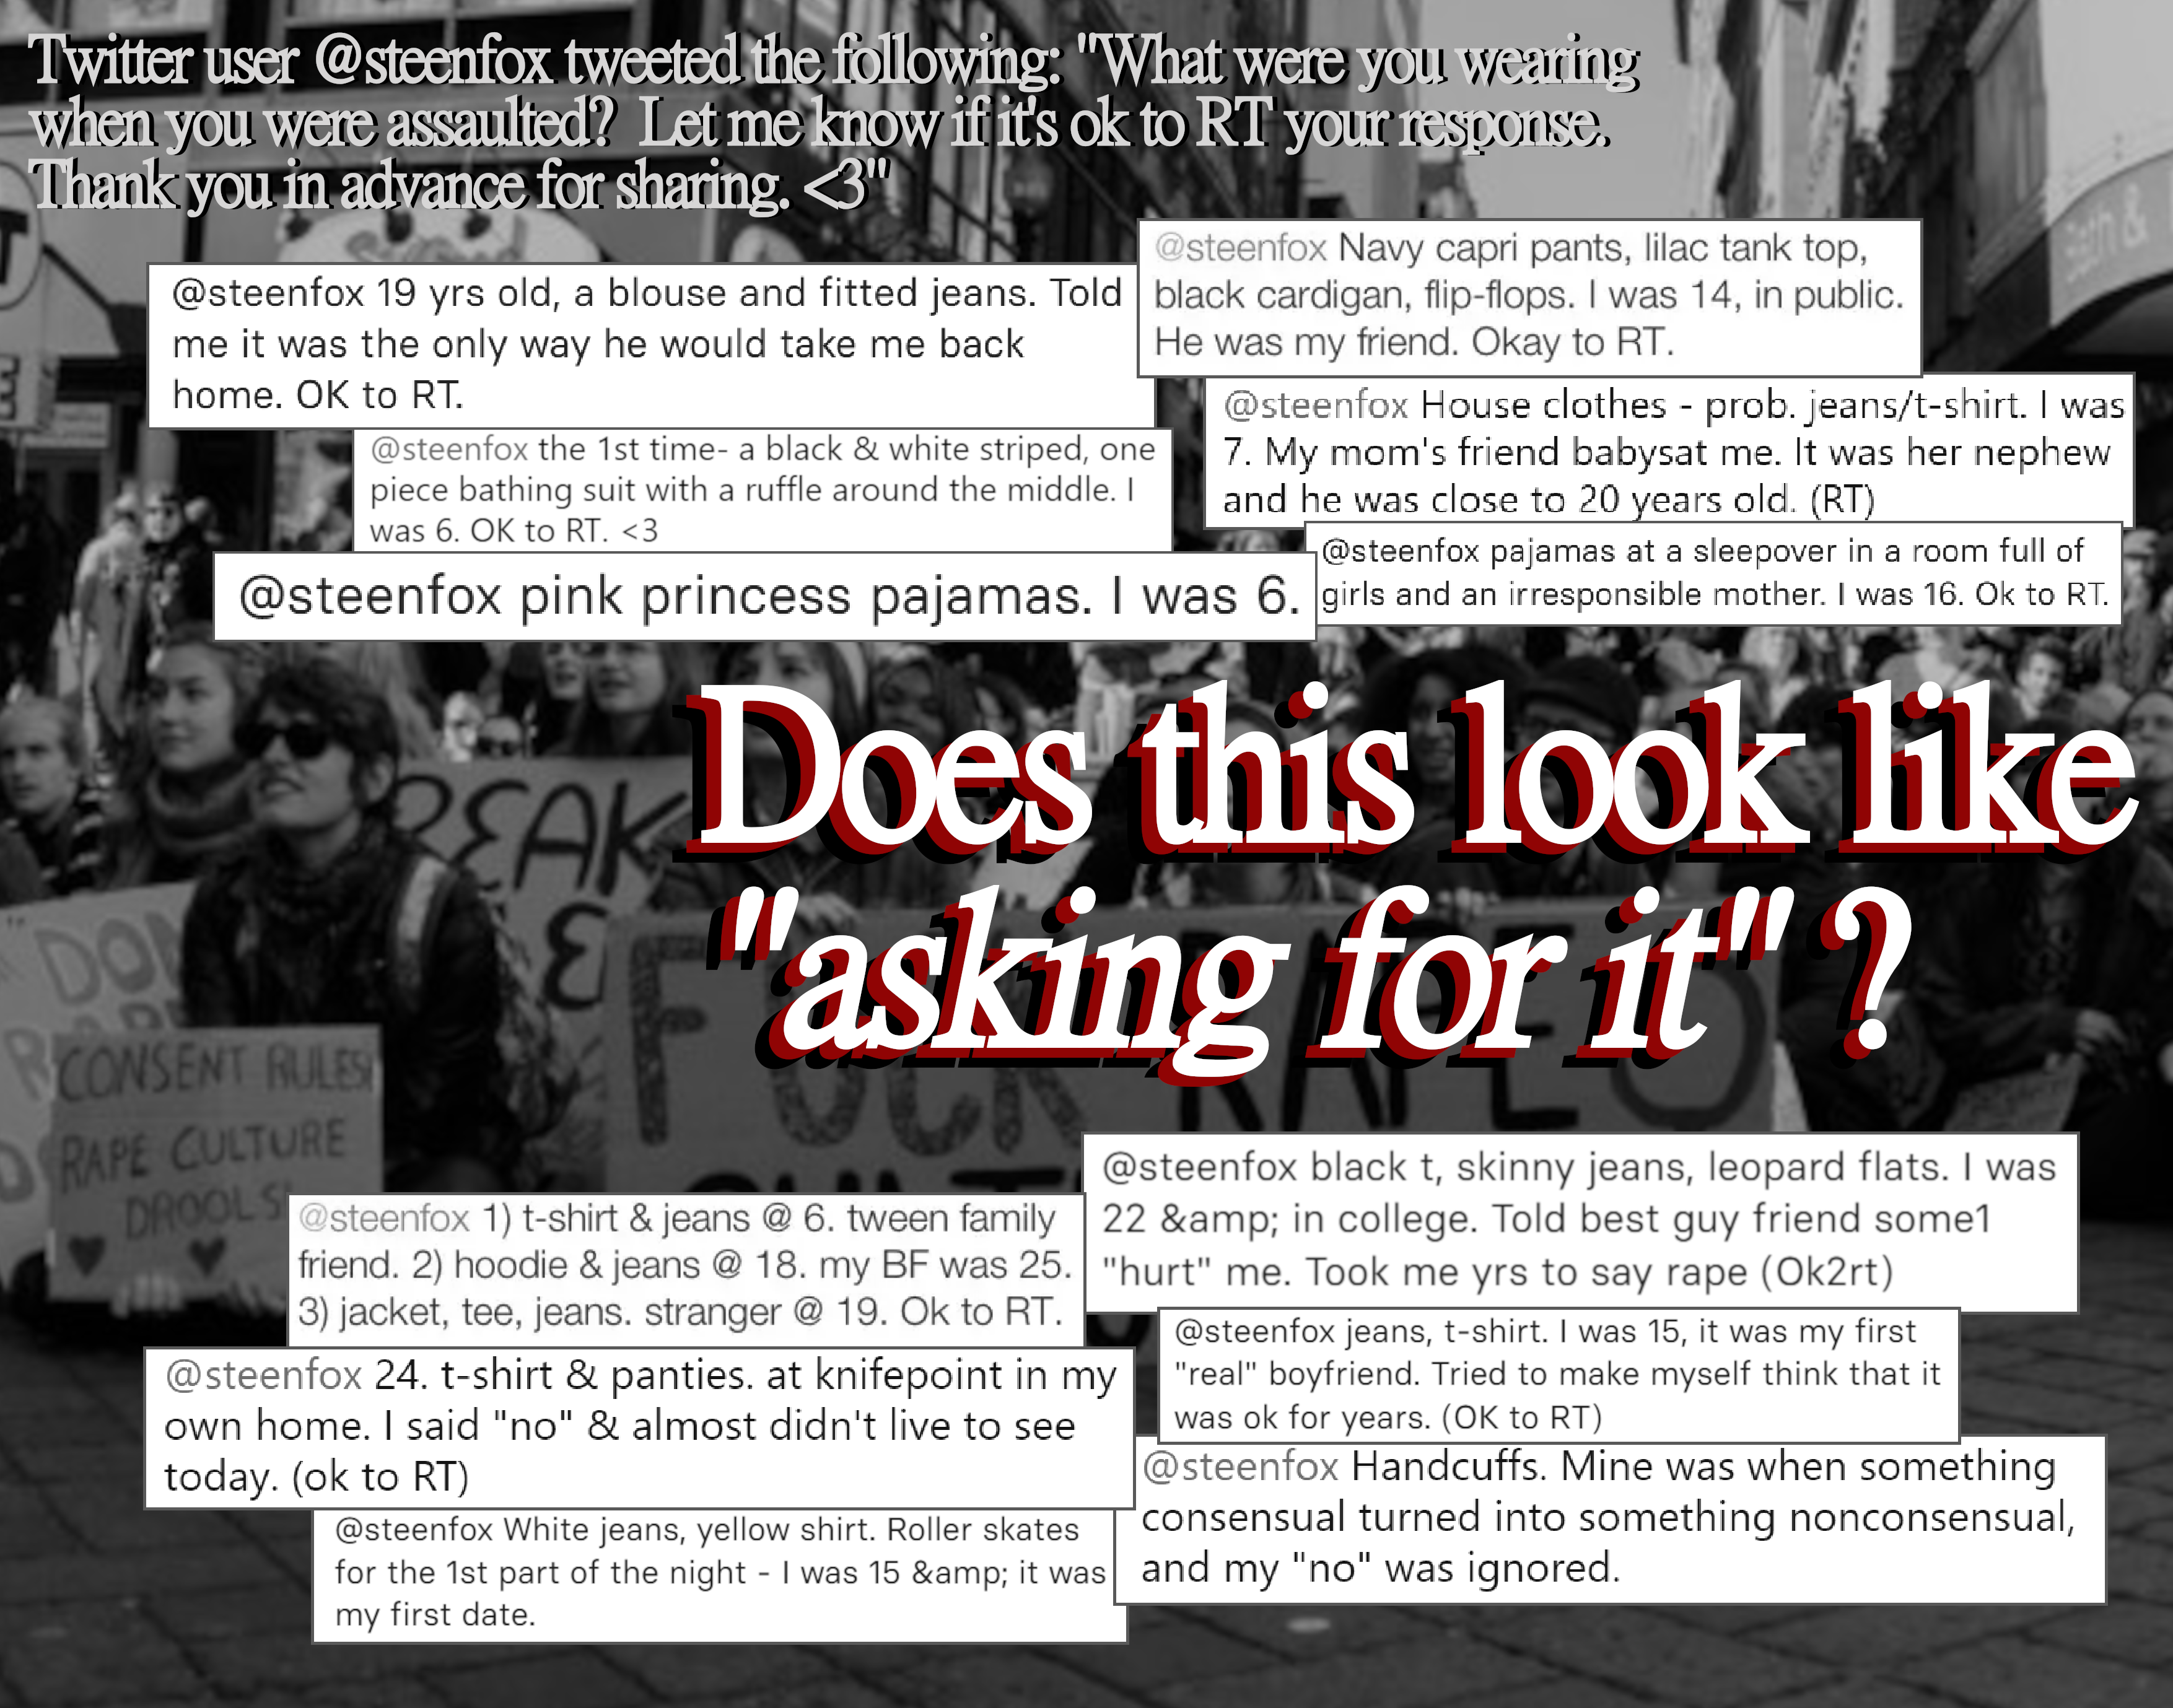 Twitter user @steenfox tweeted the following: "What were you wearing
when you were assaulted? Let me know if it's ok to RT your response.
Thank you in advance for sharing. <3"
@steenfox 19 yrs old, a blouse and fitted jeans. Told
me it was the only way he would take me back
home. OK to RT.
@steenfox Navy capri pants, lilac tank top,
black cardigan, flip-flops. I was 14, in public.
He was my friend. Okay to RT.
@steenfox the 1st time- a black & white striped, one
piece bathing suit with a ruffle around the middle. I
was 6. OK to RT. <3
@steenfox House clothes - prob. jeans/t-shirt. I was
7. My mom's friend babysat me. It was her nephew
and he was close to 20 years old. (RT)
@steenfox pink princess pajamas. I was 6.
@steenfox pajamas at a sleepover in a room full of
girls and an irresponsible mother. I was 16. Ok to RT.
Does this look like
"asking for it" ?
FUCK RAPE
CONSENT RULES!
RAPE CULTURE
DROOLS!
@steenfox 1) t-shirt & jeans @ 6. tween family
friend. 2) hoodie & jeans @ 18. my BF was 25.
3) jacket, tee, jeans. stranger @ 19. Ok to RT.
@steenfox black t, skinny jeans, leopard flats. I was
22 &amp; in college. Told best guy friend some1
"hurt" me. Took me yrs to say rape (Ok2rt)
@steenfox 24. t-shirt & panties. at knifepoint in my
own home. I said "no" & almost didn't live to see
today. (ok to RT)
@steenfox jeans, t-shirt. I was 15, it was my first
"real" boyfriend. Tried to make myself think that it
was ok for years. (OK to RT)
@steenfox White jeans, yellow shirt. Roller skates
for the 1st part of the night - I was 15 &amp; it was
my first date.
@steenfox Handcuffs. Mine was when something
consensual turned into something nonconsensual,
and my "no" was ignored.